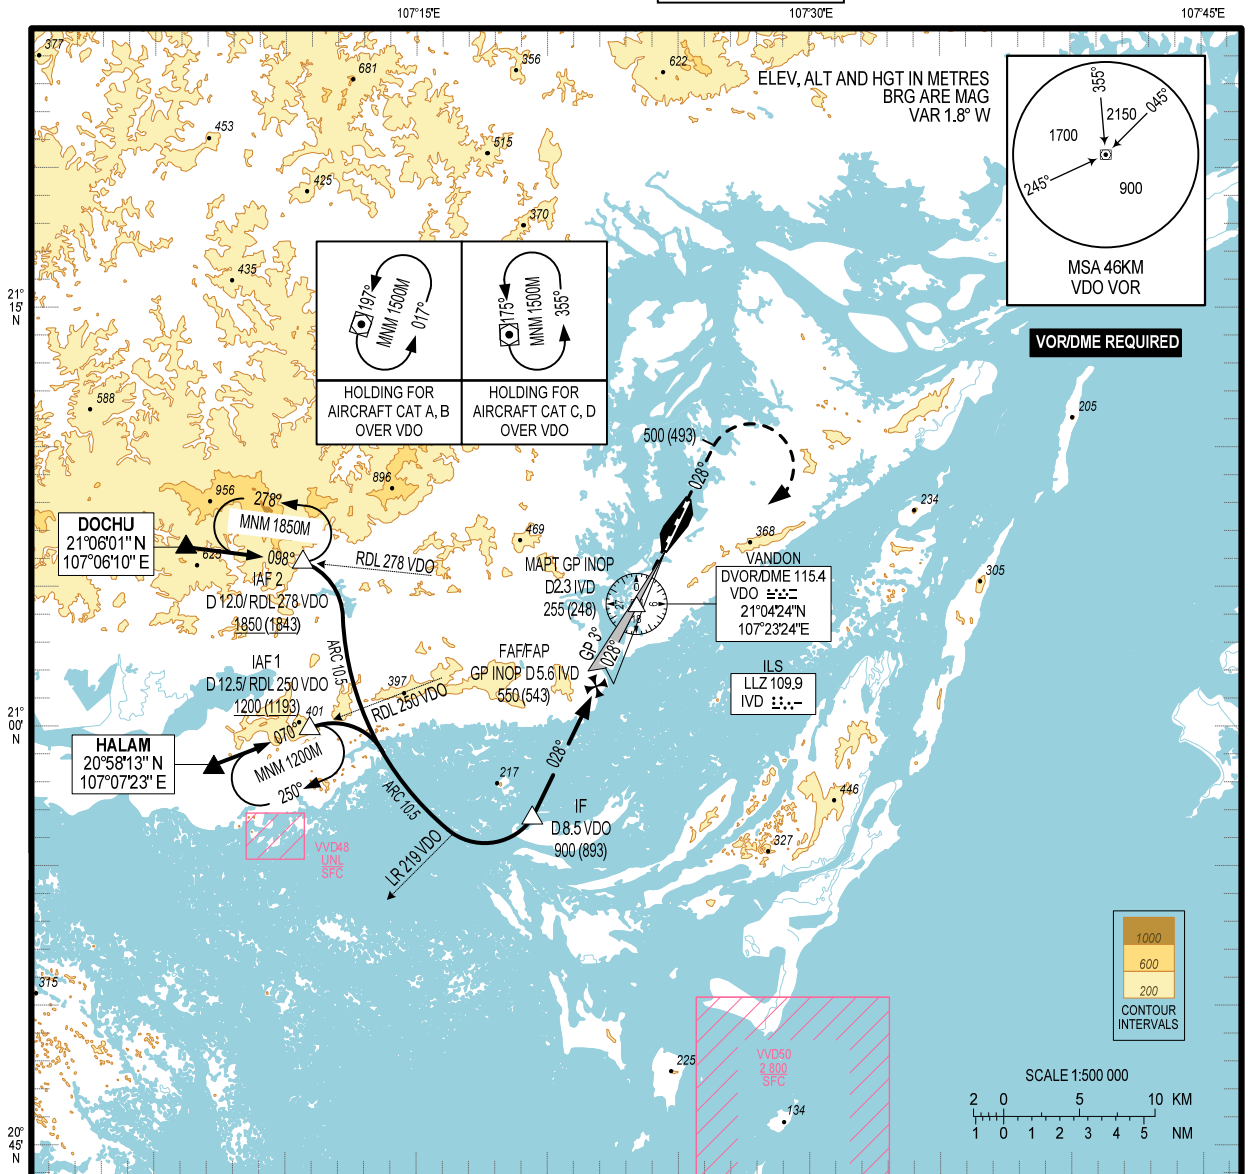 107°15'E
107°30'E
107°45'E
377
681
356
622
453
515
425
370
435
588
ELEV, ALT AND HGT IN METRES
BRG ARE MAG
VAR 1.8° W
355°
045°
2150
1700
245°
900
MSA 46KM
VDO VOR
VOR/DME REQUIRED
21°
15'
N
197°
MNM 1500M
017°
175°
MNM 1500M
355°
HOLDING FOR
AIRCRAFT CAT A, B
OVER VDO
HOLDING FOR
AIRCRAFT CAT C, D
OVER VDO
205
500 (493)
028°
896
956
278°
MNM 1850M
234
469
368
DOCHU
21°06'01" N
107°06'10" E
625
098°
RDL 278 VDO
IAF 2
D 12.0/ RDL 278 VDO
1850 (1843)
MAPT GP INOP
D2.3 IVD
255 (248)
VANDON
DVOR/DME 115.4
VDO
21°04'24"N
107°23'24"E
305
0
9
18
27
GP 3°
028°
ARC 10.5
FAF/FAP
GP INOP D 5.6 IVD
550 (543)
ILS
LLZ 109.9
IVD
IAF 1
D 12.5/ RDL 250 VDO
1200 (1193)
397
RDL 250 VDO
401
070°
MNM 1200M
250°
21°
00'
N
HALAM
20°58'13" N
107°07'23" E
028°
217
ARC 10.5
446
IF
D 8.5 VDO
900 (893)
327
LR 219 VDO
VVD48
UNL
SFC
315
1000
600
200
CONTOUR
INTERVALS
VVD50
2 800
SFC
225
134
SCALE 1:500 000
2 0 5 10 KM
1 0 1 2 3 4 5 NM
20°
45'
N